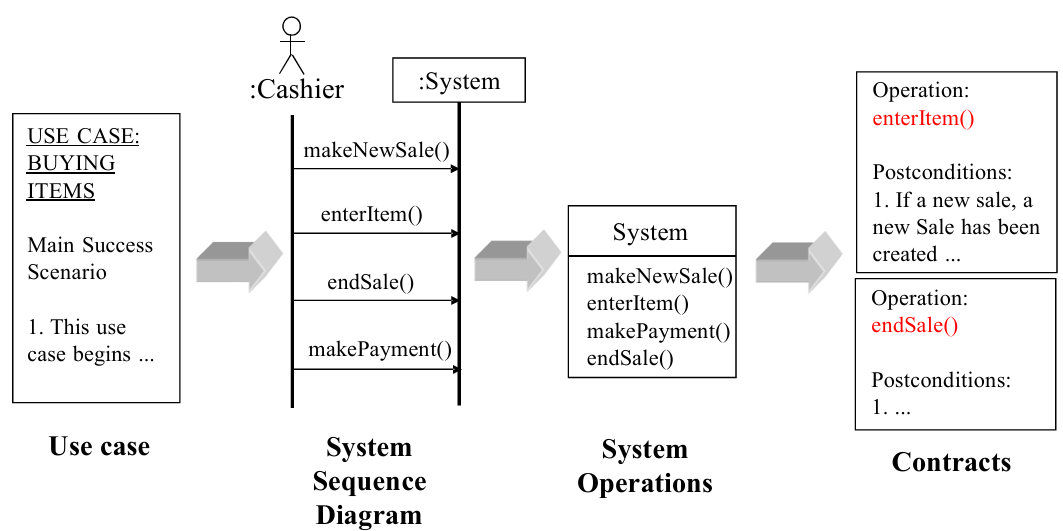 USE CASE:
BUYING
ITEMS
Main Success
Scenario
1. This use
case begins ...
Use case
:Cashier
:System
makeNewSale()
enterItem()
endSale()
makePayment()
System
Sequence
Diagram
System
makeNewSale()
enterItem()
makePayment()
endSale()
System
Operations
Operation:
enterItem()
Postconditions:
1. If a new sale, a
new Sale has been
created ...
Operation:
endSale()
Postconditions:
1. ...
Contracts